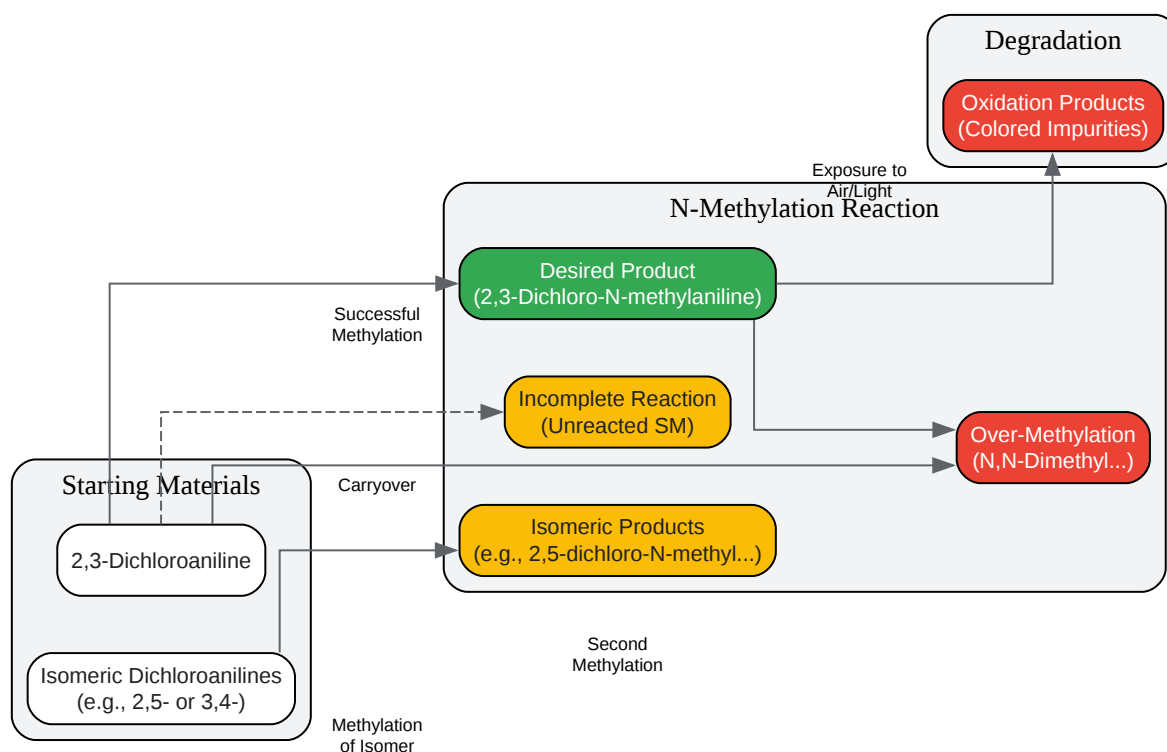 Degradation
Oxidation Products
(Colored Impurities)
Exposure to
Air/Light
N-Methylation Reaction
Desired Product
(2,3-Dichloro-N-methylaniline)
Successful
Methylation
Incomplete Reaction
(Unreacted SM)
Over-Methylation
(N,N-Dimethyl...)
Starting Materials
Carryover
2,3-Dichloroaniline
Isomeric Products
(e.g., 2,5-dichloro-N-methyl...)
Second
Methylation
Isomeric Dichloroanilines
(e.g., 2,5- or 3,4-)
Methylation
of Isomer